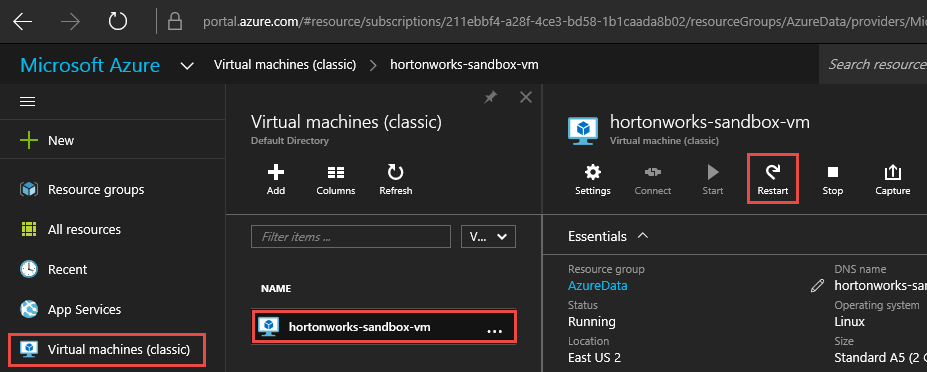 portal.azure.com/#resource/subscriptions/211ebbf4-a28f-4ce3-bd58-1b1caada8b02/resourceGroups/AzureData/providers/Mic
Microsoft Azure Virtual machines (classic) > hortonworks-sandbox-vm Search resource
New
Resource groups
All resources
Recent
App Services
Virtual machines (classic)
Virtual machines (classic)
Default Directory
Add Columns Refresh
Filter items ... V...
NAME
hortonworks-sandbox-vm ...
hortonworks-sandbox-vm
Virtual machine (classic)
Settings Connect Start Restart Stop Capture
Essentials
Resource group
AzureData
Status
Running
Location
East US 2
DNS name
hortonworks-sa
Operating system
Linux
Size
Standard A5 (2 C